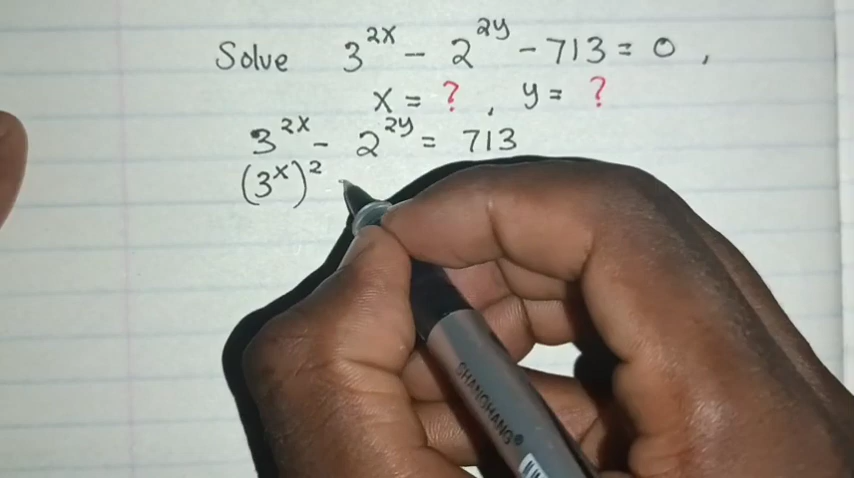 Solve 3^{2x} - 2^{2y} - 713 = 0 ,
x = ? , y = ?
3^{2x} - 2^{2y} = 713
(3^x)^2 -
SHANGHANG®